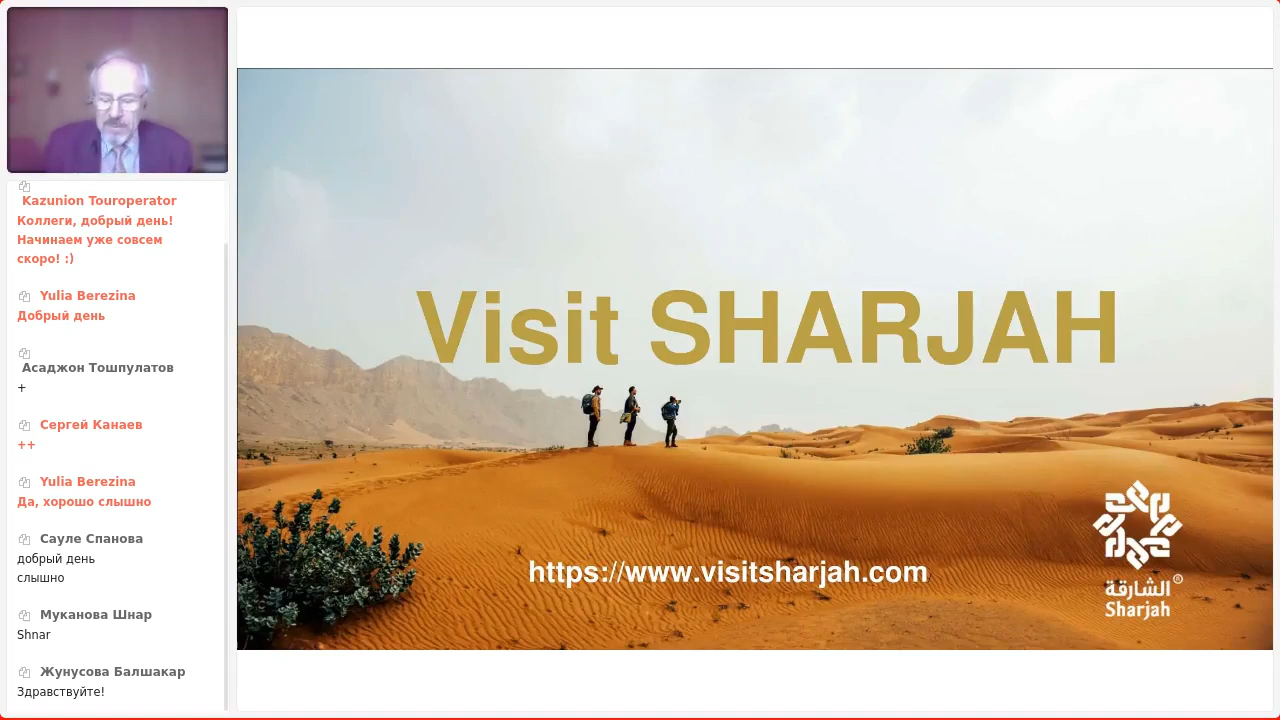 Kazunion Touroperator
Коллеги, добрый день!
Начинаем уже совсем
скоро! :)
Yulia Berezina
Добрый день
Асаджон Тошпулатов
+
Сергей Канаев
++
Yulia Berezina
Да, хорошо слышно
Сауле Спанова
добрый день
слышно
Муканова Шнар
Shnar
Жунусова Балшакар
Здравствуйте!
Visit SHARJAH
https://www.visitsharjah.com
الشارقة®
Sharjah